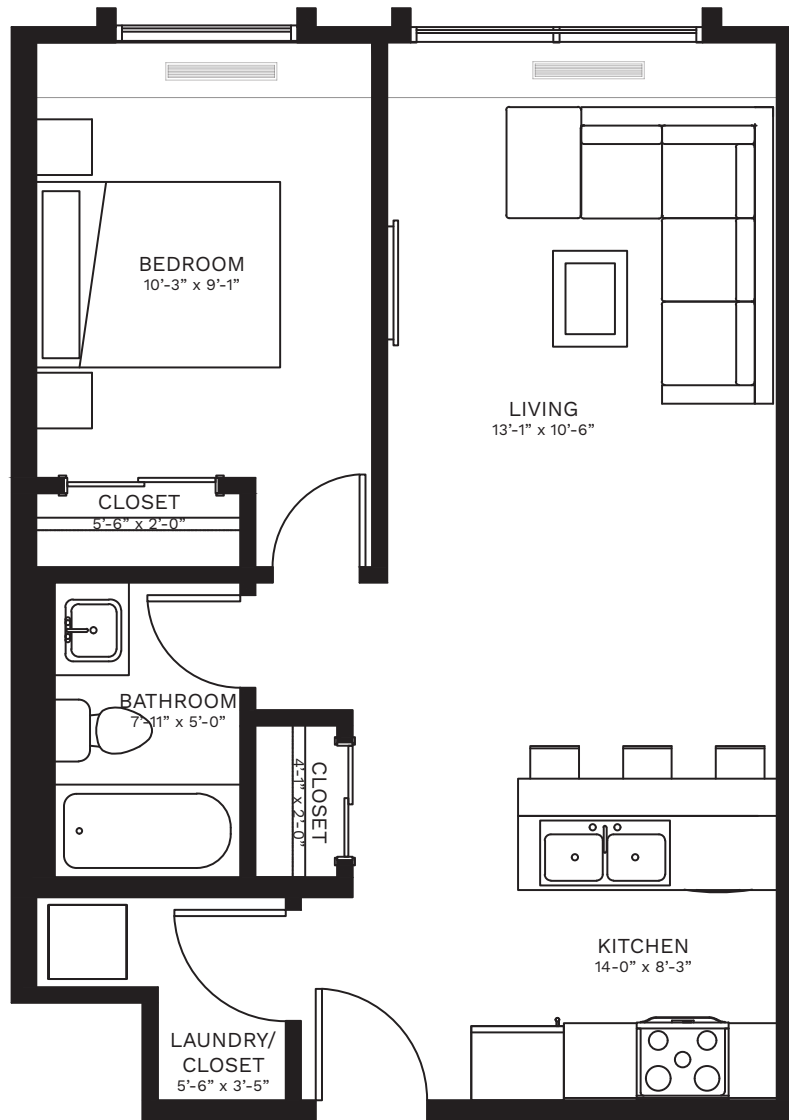 BEDROOM
10’-3” x 9’-1”
LIVING
13’-1” x 10’-6”
CLOSET
5’-6” x 2’-0”
BATHROOM
7’-11” x 5’-0”
CLOSET
4’-1” x 2’-0”
KITCHEN
14-0” x 8’-3”
LAUNDRY/
CLOSET
5’-6” x 3’-5”